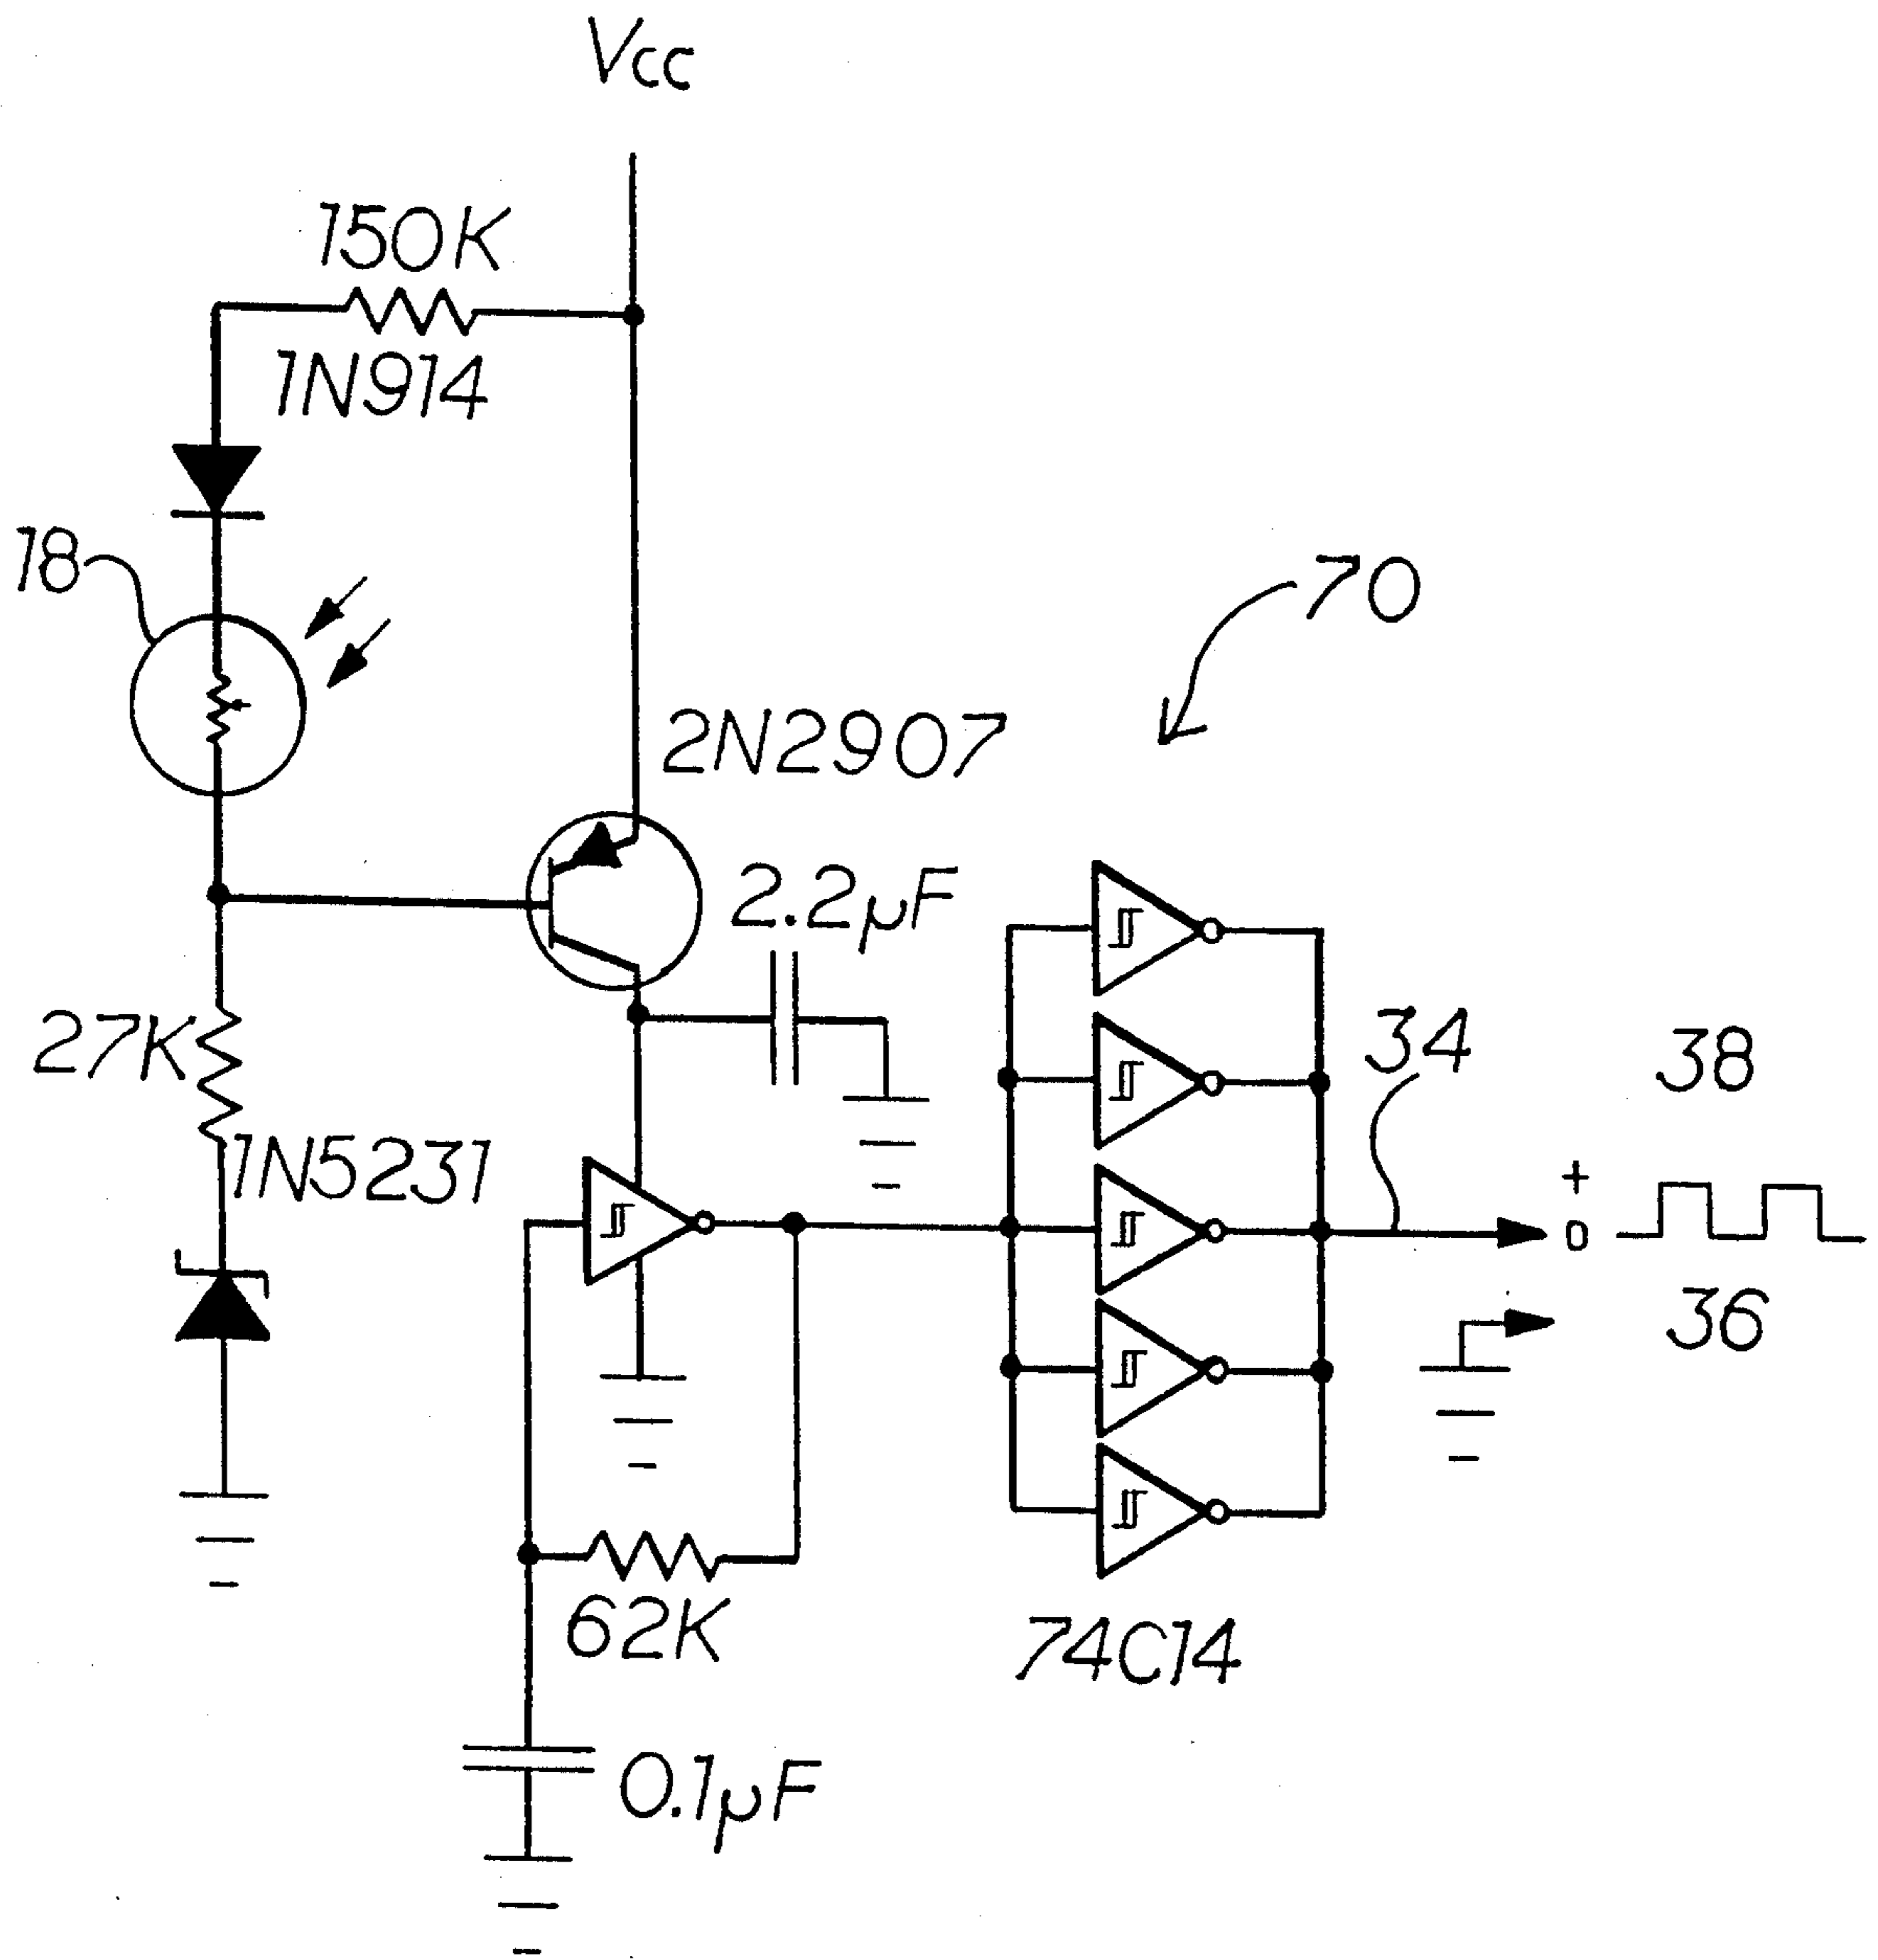 Vcc
150K
1N914
18
70
2N2907
2.2μF
27K
34
38
1N5231
+
0
36
62K
74C14
0.1μF